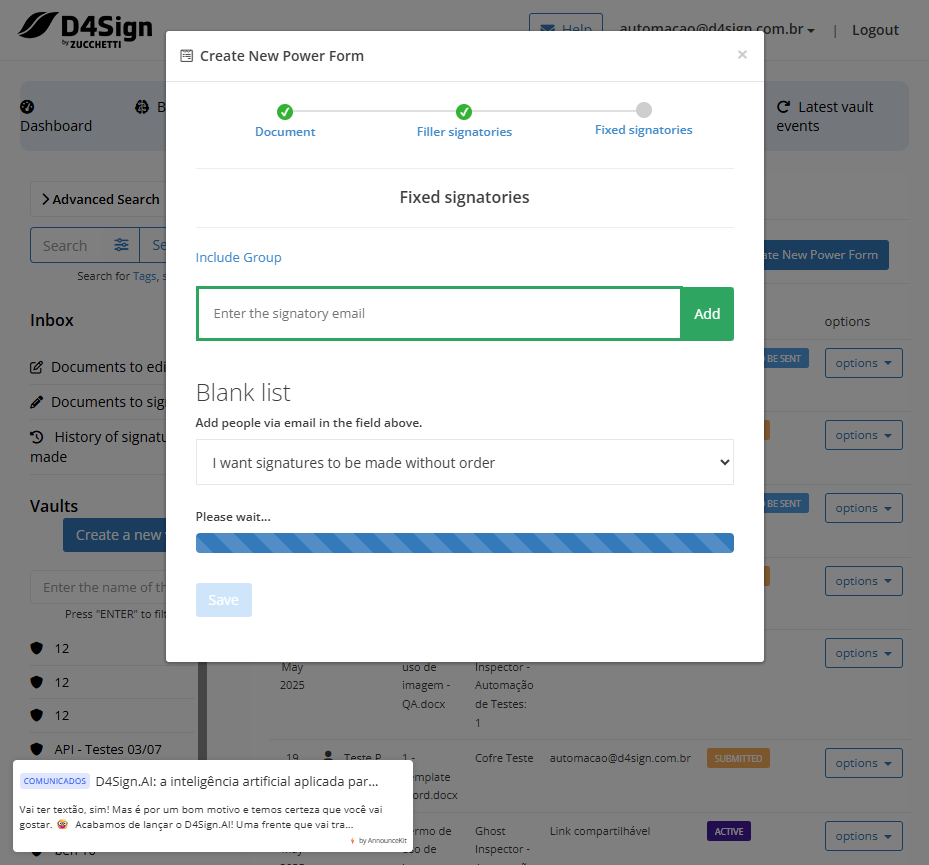 D4Sign
by ZUCCHETTI
Help
automacao@d4sign.com.br
|
Logout
Create New Power Form
×
Dashboard
B
Latest vault
events
Document
Filler signatories
Fixed signatories
Advanced Search
Fixed signatories
Search
Se
Search for Tags, s
Include Group
ate New Power Form
Enter the signatory email
Add
Inbox
options
Documents to edi
BE SENT
options
Documents to sig
History of signatu
made
options
Blank list
Add people via email in the field above.
I want signatures to be made without order
Vaults
Create a new
BE SENT
options
Please wait...
Enter the name of th
Press "ENTER" to filt
options
Save
12
12
12
API - Testes 03/07
options
May
2025
uso de
imagem -
QA.docx
Inspector -
Automação
de Testes:
1
19
Teste P
1 -
Template
ord.docx
Cofre Teste
automacao@d4sign.com.br
SUBMITTED
options
COMUNICADOS D4Sign.AI: a inteligência artificial aplicada par...
Vai ter textão, sim! Mas é por um bom motivo e temos certeza que você vai
gostar. 🤩 Acabamos de lançar o D4Sign.AI! Uma frente que vai tra...
by AnnounceKit
ermo de
uso de
Ghost
Inspector -
Link compartilhável
ACTIVE
options